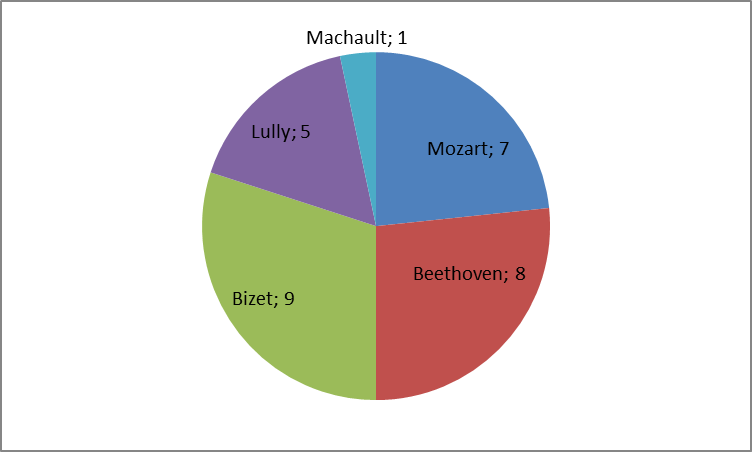 Machault; 1
Lully; 5
Mozart; 7
Beethoven; 8
Bizet; 9